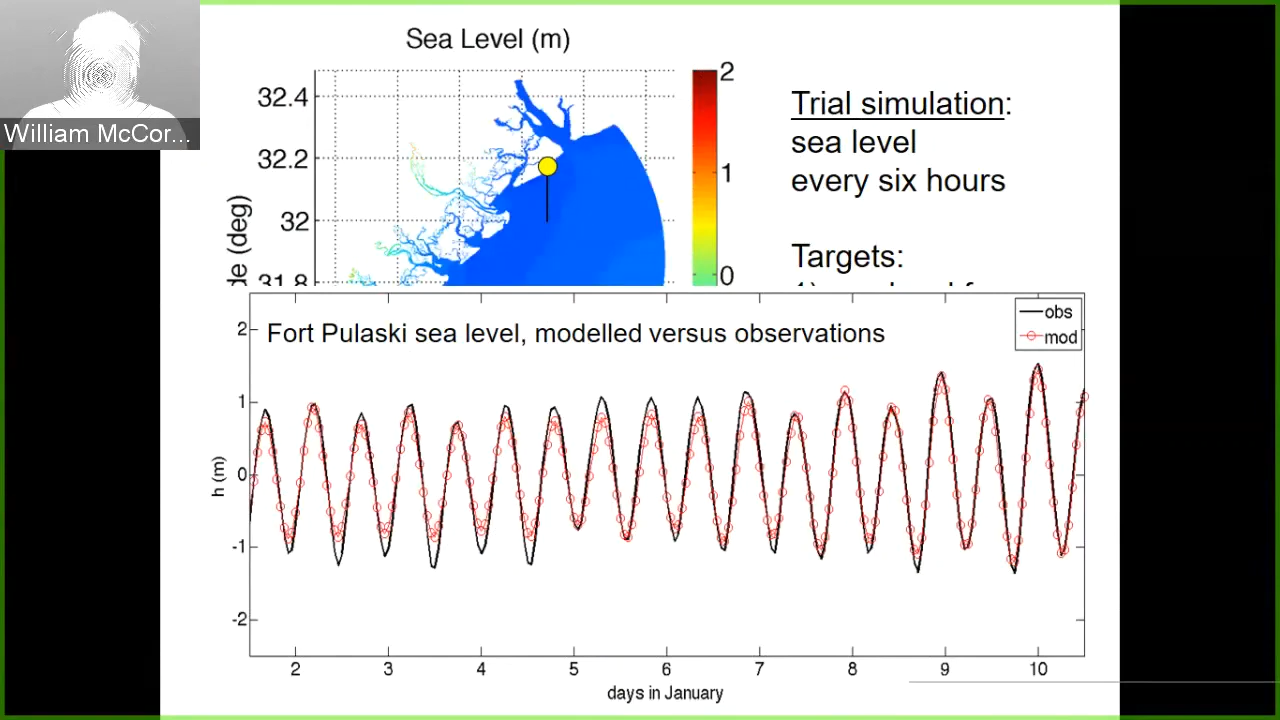 William McCor...
Sea Level (m)
32.4
32.2
32
31.8
de (deg)
2
1
0
Trial simulation:
sea level
every six hours
Targets:
Fort Pulaski sea level, modelled versus observations
obs
mod
2
1
0
-1
-2
h (m)
2 3 4 5 6 7 8 9 10
days in January